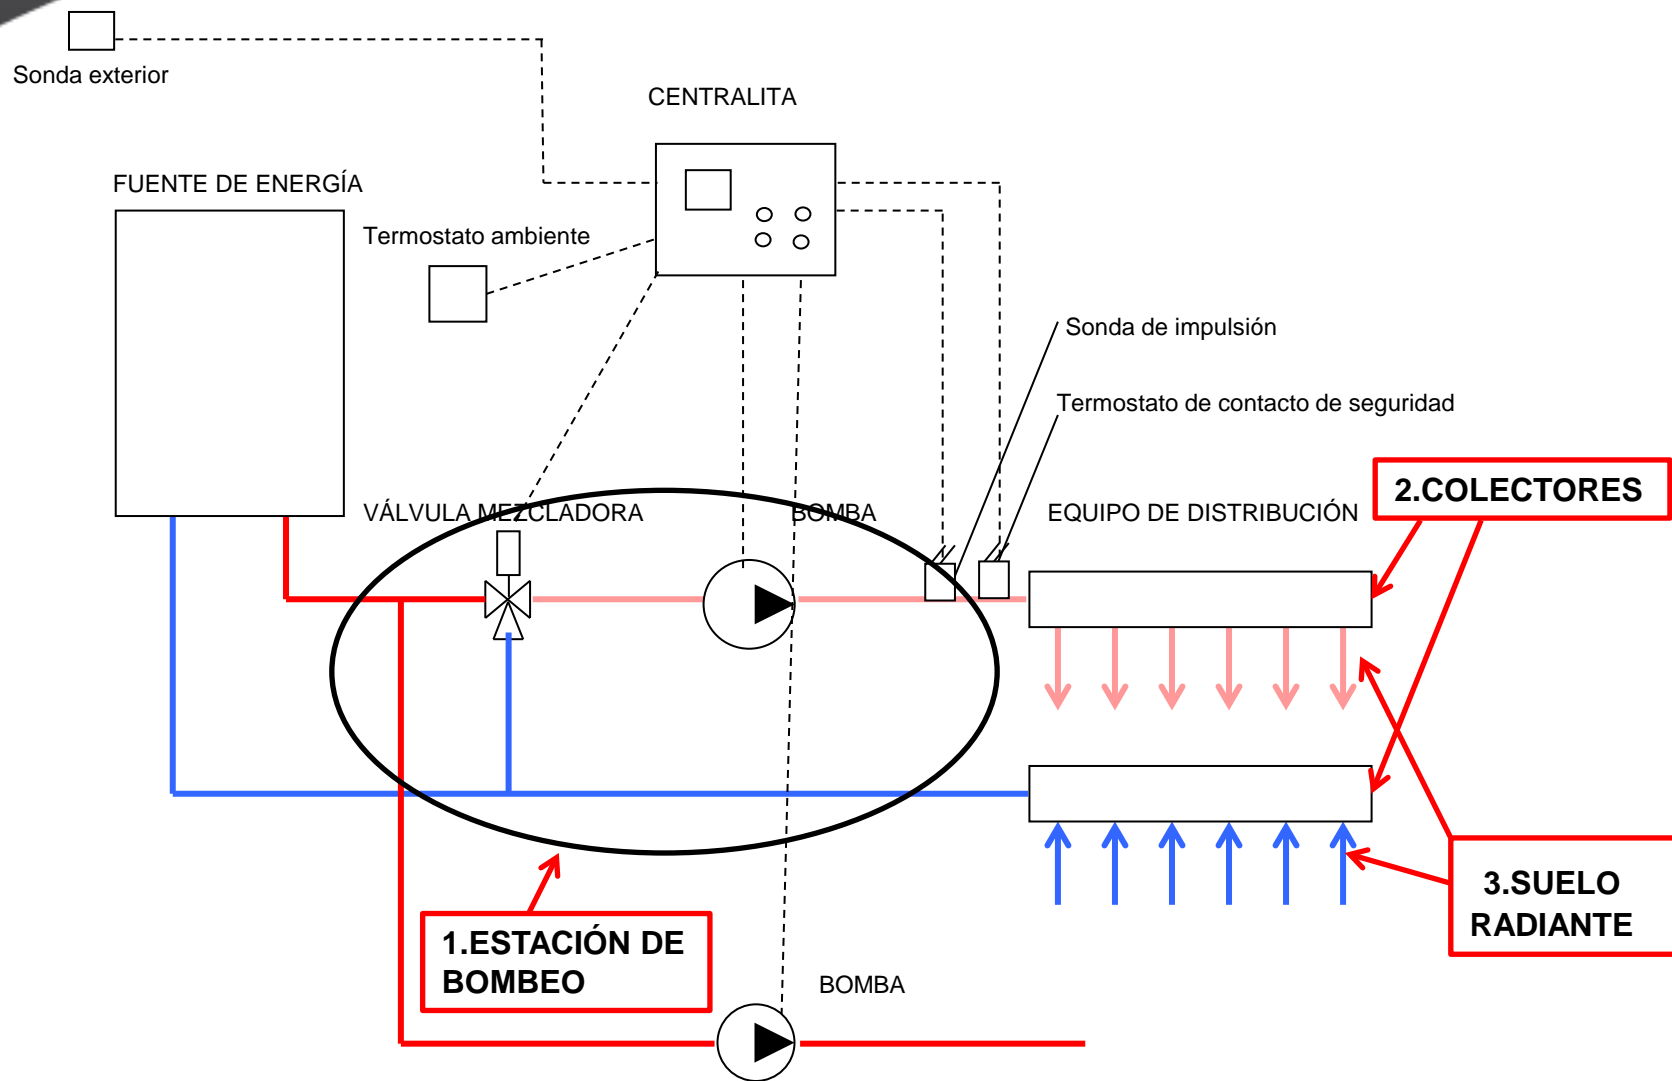 Sonda exterior
CENTRALITA
FUENTE DE ENERGÍA
Termostato ambiente
Sonda de impulsión
Termostato de contacto de seguridad
2.COLECTORES
VÁLVULA MEZCLADORA
BOMBA
EQUIPO DE DISTRIBUCIÓN
3.SUELO
RADIANTE
1.ESTACIÓN DE
BOMBEO
BOMBA